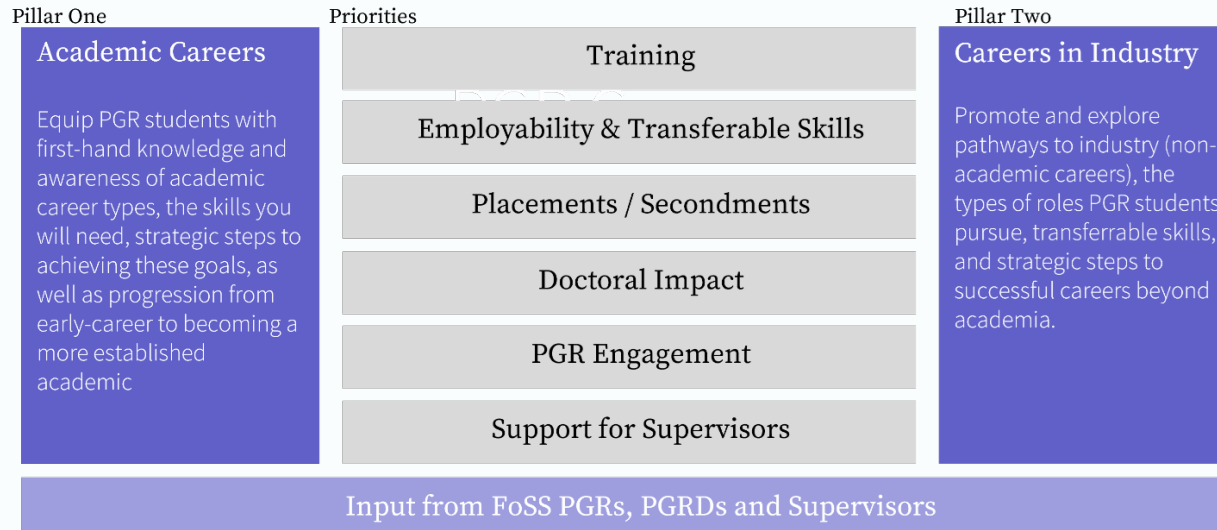 Pillar One
Academic Careers
Equip PGR students with
first-hand knowledge and
awareness of academic
career types, the skills you
will need, strategic steps to
achieving these goals, as
well as progression from
early-career to becoming a
more established
academic
Priorities
Training
Employability & Transferable Skills
Placements / Secondments
Doctoral Impact
PGR Engagement
Support for Supervisors
Pillar Two
Careers in Industry
Promote and explore
pathways to industry (non-
academic careers), the
types of roles PGR students
pursue, transferrable skills,
and strategic steps to
successful careers beyond
academia.
Input from FoSS PGRs, PGRDs and Supervisors